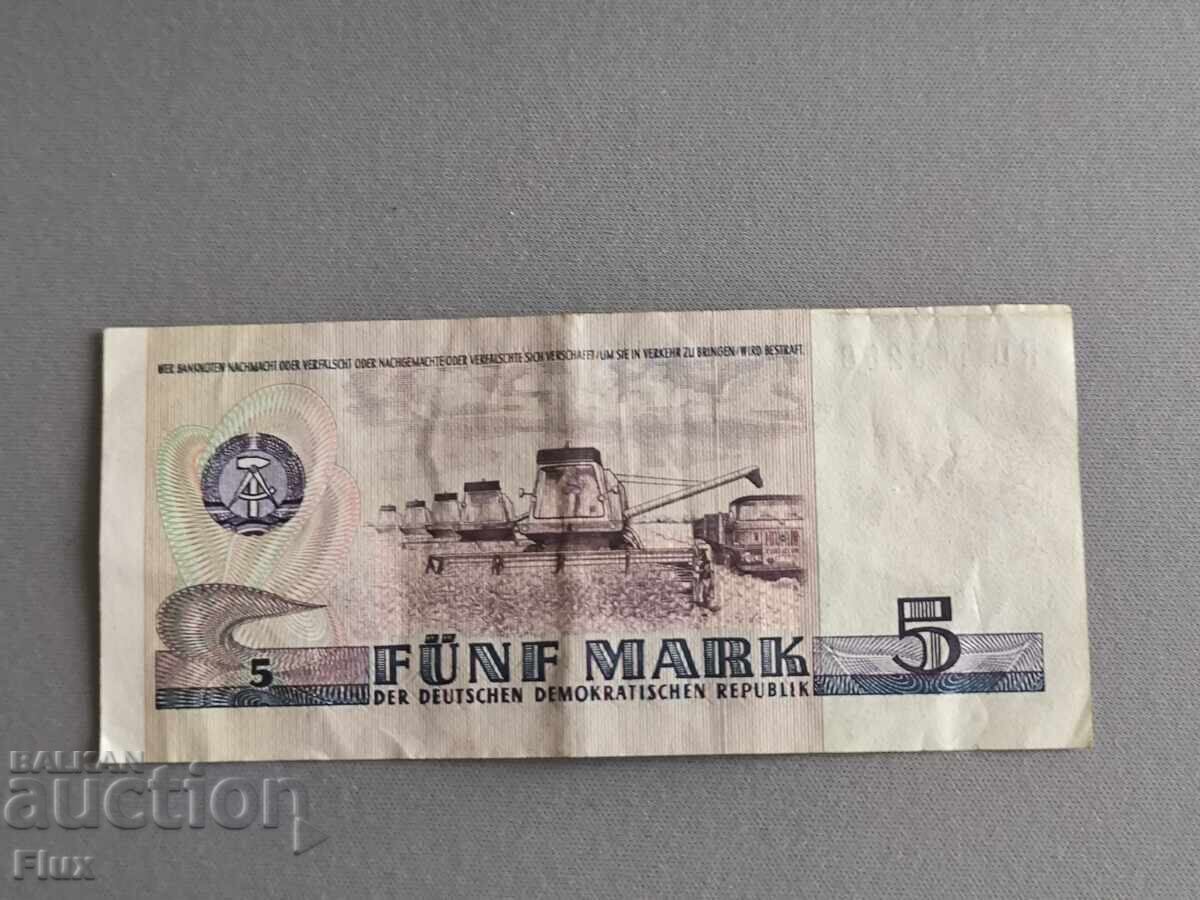 WER BANKNOTEN NACHMACHT ODER VERFÄLSCHT ODER NACHGEMACHTE ODER VERFÄLSCHTE SICH VERSCHAFFT/UM SIE IN VERKEHR ZU BRINGEN/WIRD BESTRAFT.
5
5
FÜNF MARK
DER DEUTSCHEN DEMOKRATISCHEN REPUBLIK
BALKAN
auction
Flux